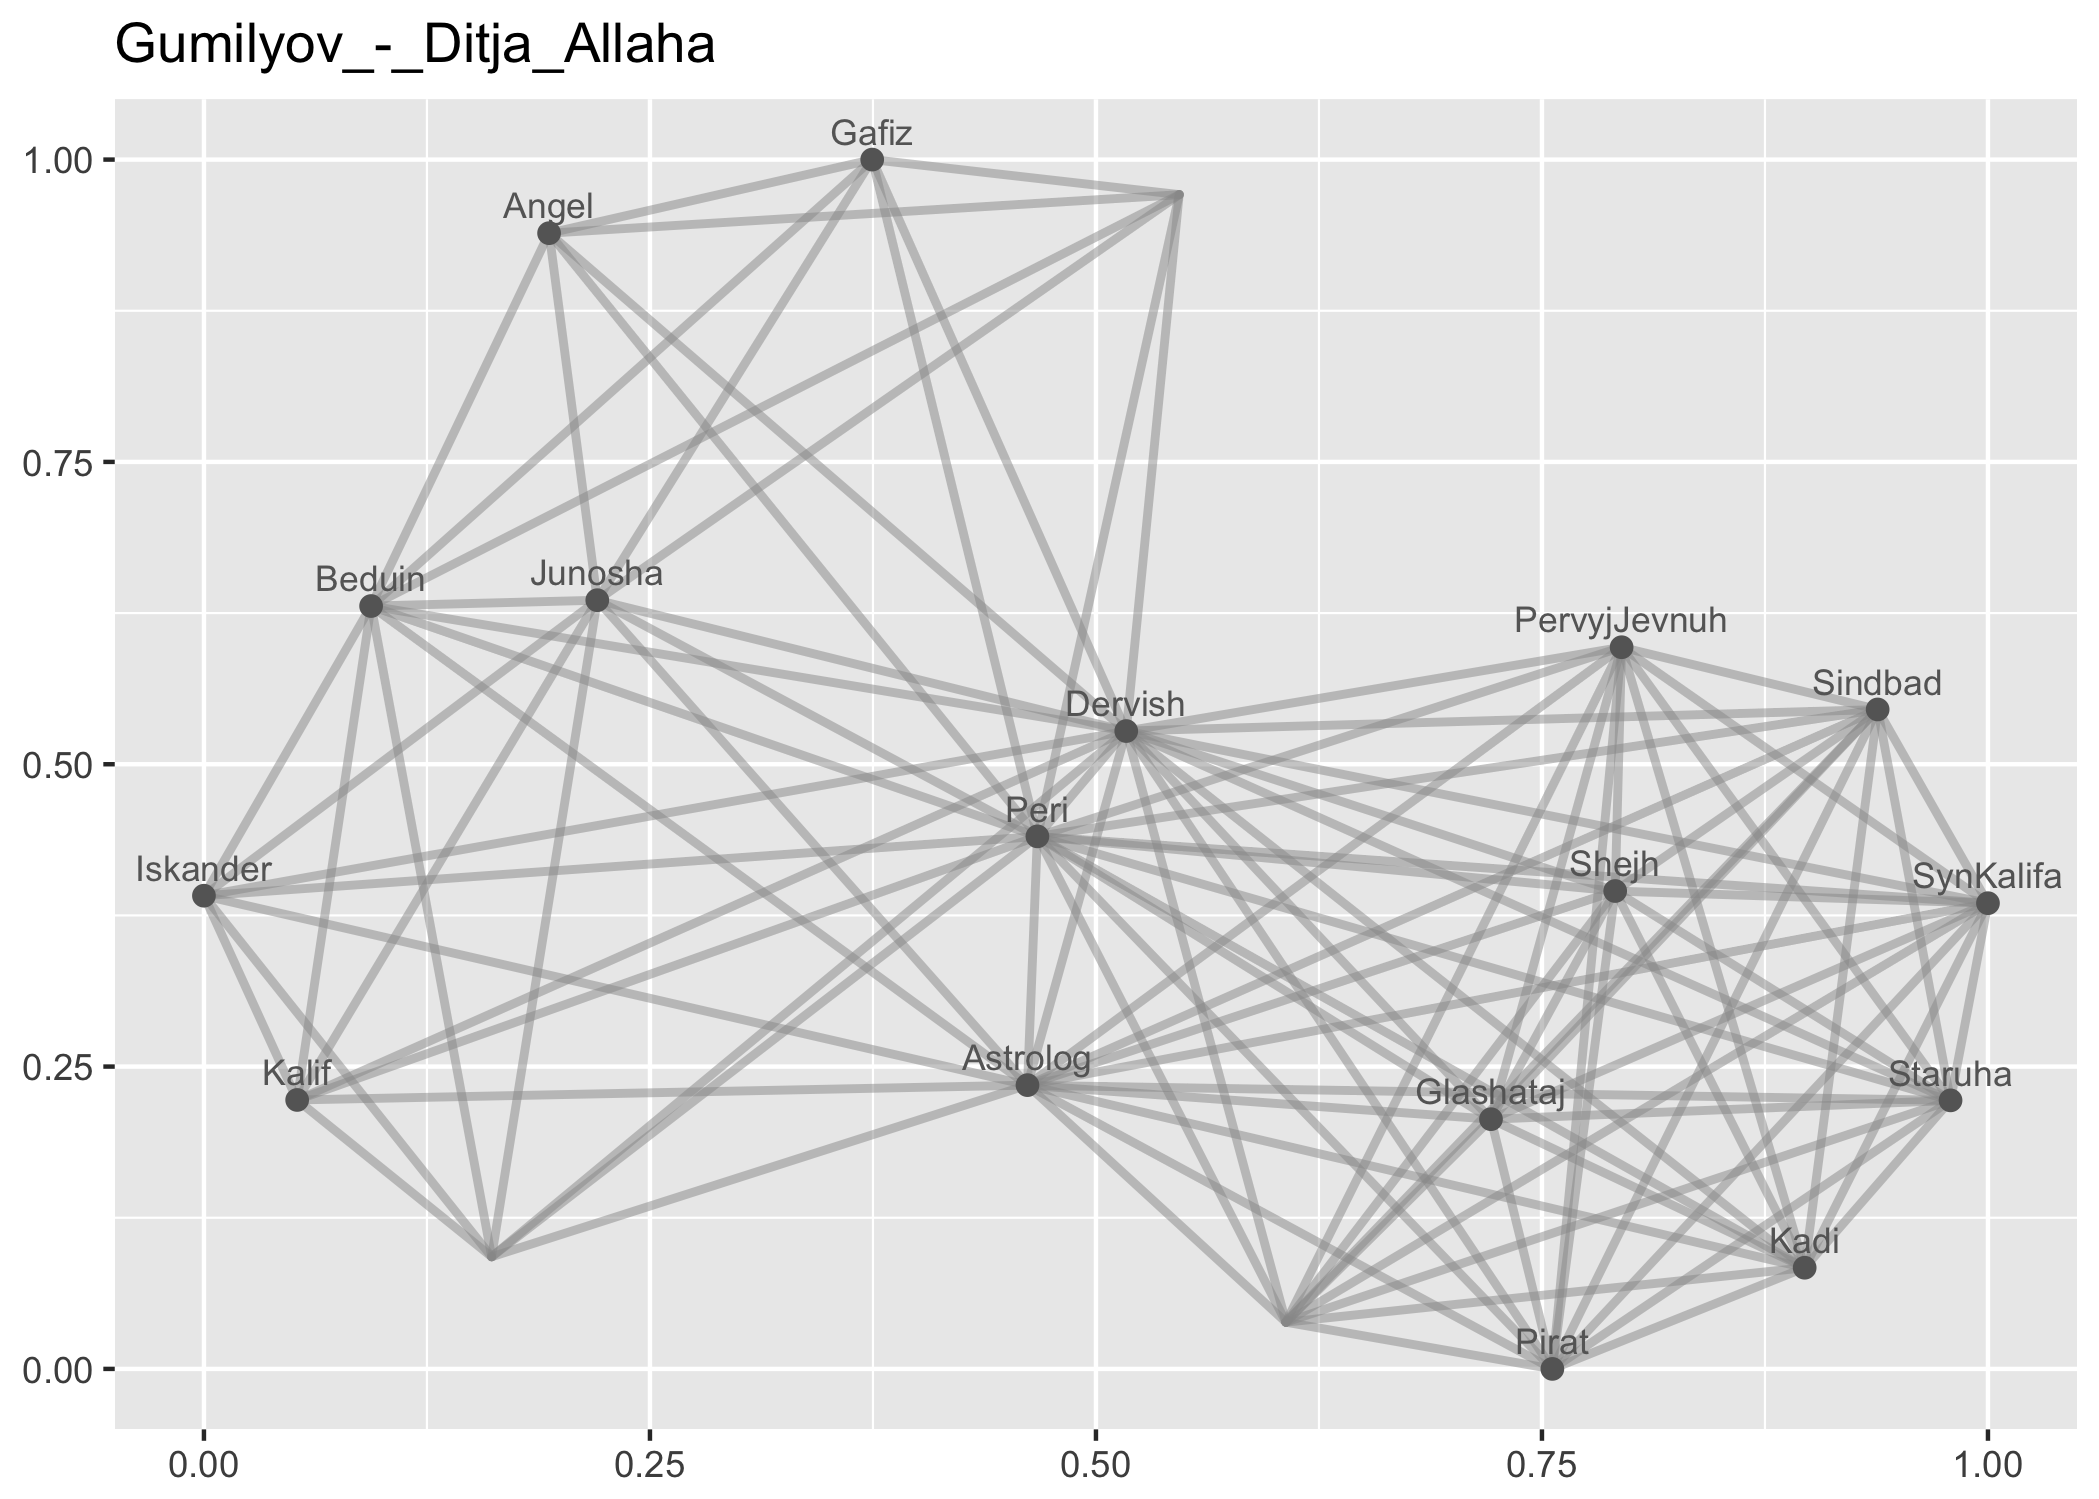 Gumilyov_-_Ditja_Allaha
Gafiz
1.00
Angel
0.75
Beduin
Junosha
PervyjJevnuh
Sindbad
Dervish
0.50
Peri
Iskander
Shejh
SynKalifa
0.25
Kalif
Astrolog
Glashataj
Staruha
Kadi
Pirat
0.00
0.00 0.25 0.50 0.75 1.00